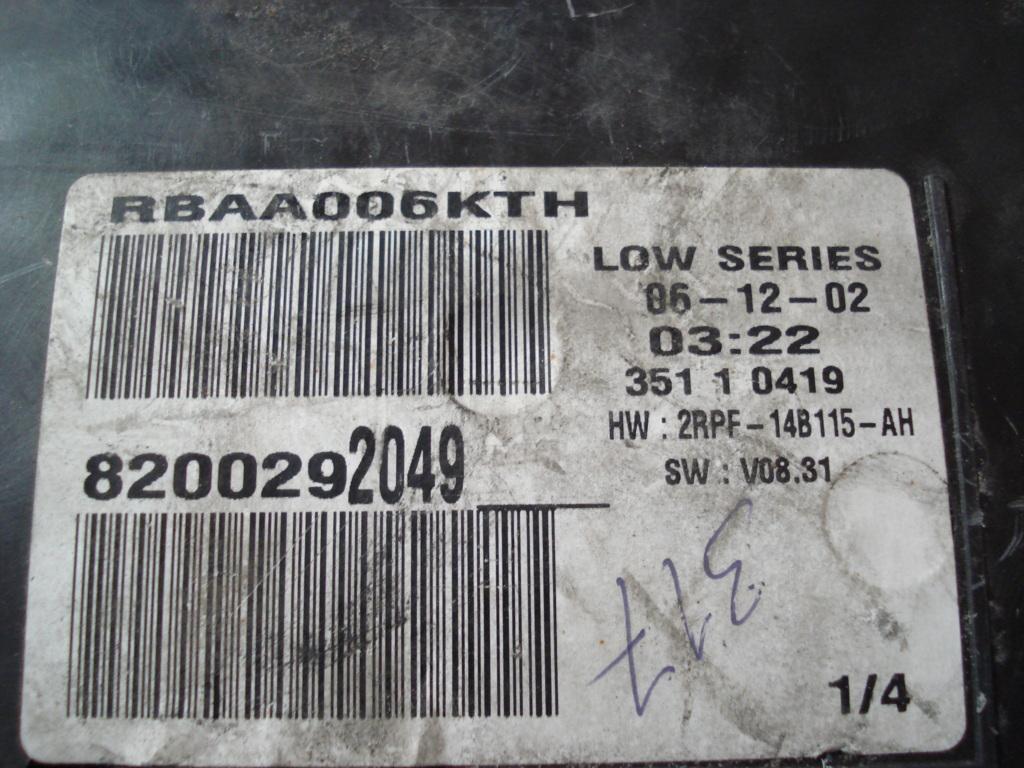 RBAA006KTH
LOW SERIES
06-12-02
03:22
351 1 0419
HW : 2RPF-14B115-AH
SW : V08.31
8200292049
317
1/4